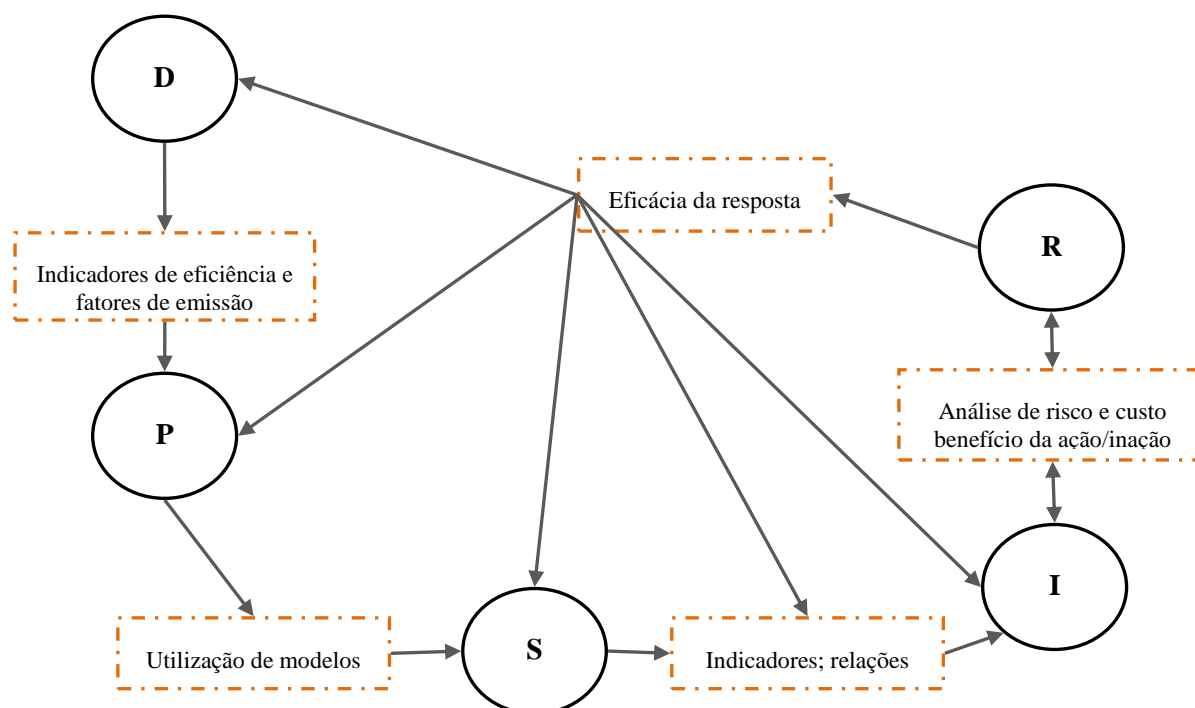 D
Eficácia da resposta
R
Indicadores de eficiência e
fatores de emissão
P
Análise de risco e custo
benefício da ação/inação
I
Utilização de modelos
S
Indicadores; relações